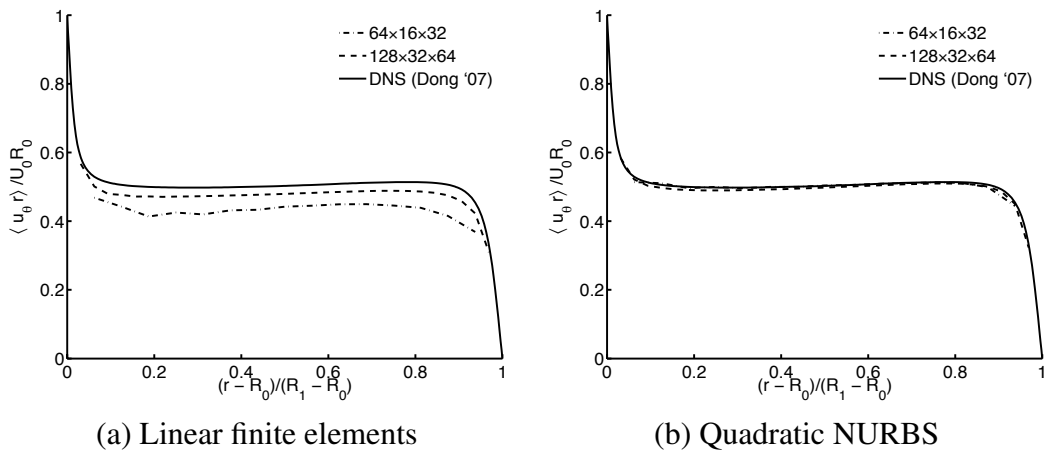 1
0.8
0.6
0.4
0.2
0
⟨ u_θ r⟩ /U_0R_0
64×16×32
128×32×64
DNS (Dong ‘07)
0 0.2 0.4 0.6 0.8 1
(r − R_0)/(R_1 − R_0)
(a) Linear finite elements
1
0.8
0.6
0.4
0.2
0
⟨ u_θ r⟩ /U_0R_0
64×16×32
128×32×64
DNS (Dong ‘07)
0 0.2 0.4 0.6 0.8 1
(r − R_0)/(R_1 − R_0)
(b) Quadratic NURBS